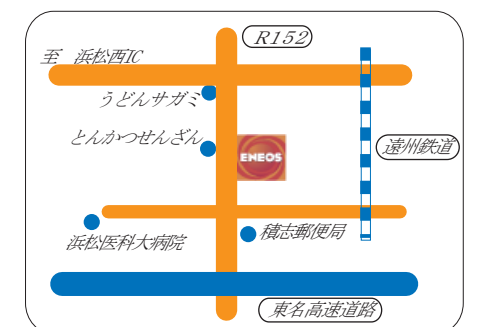 R152
至　浜松西IC
うどんサガミ
とんかつせんざん
ENEOS
遠州鉄道
積志郵便局
浜松医科大病院
東名高速道路